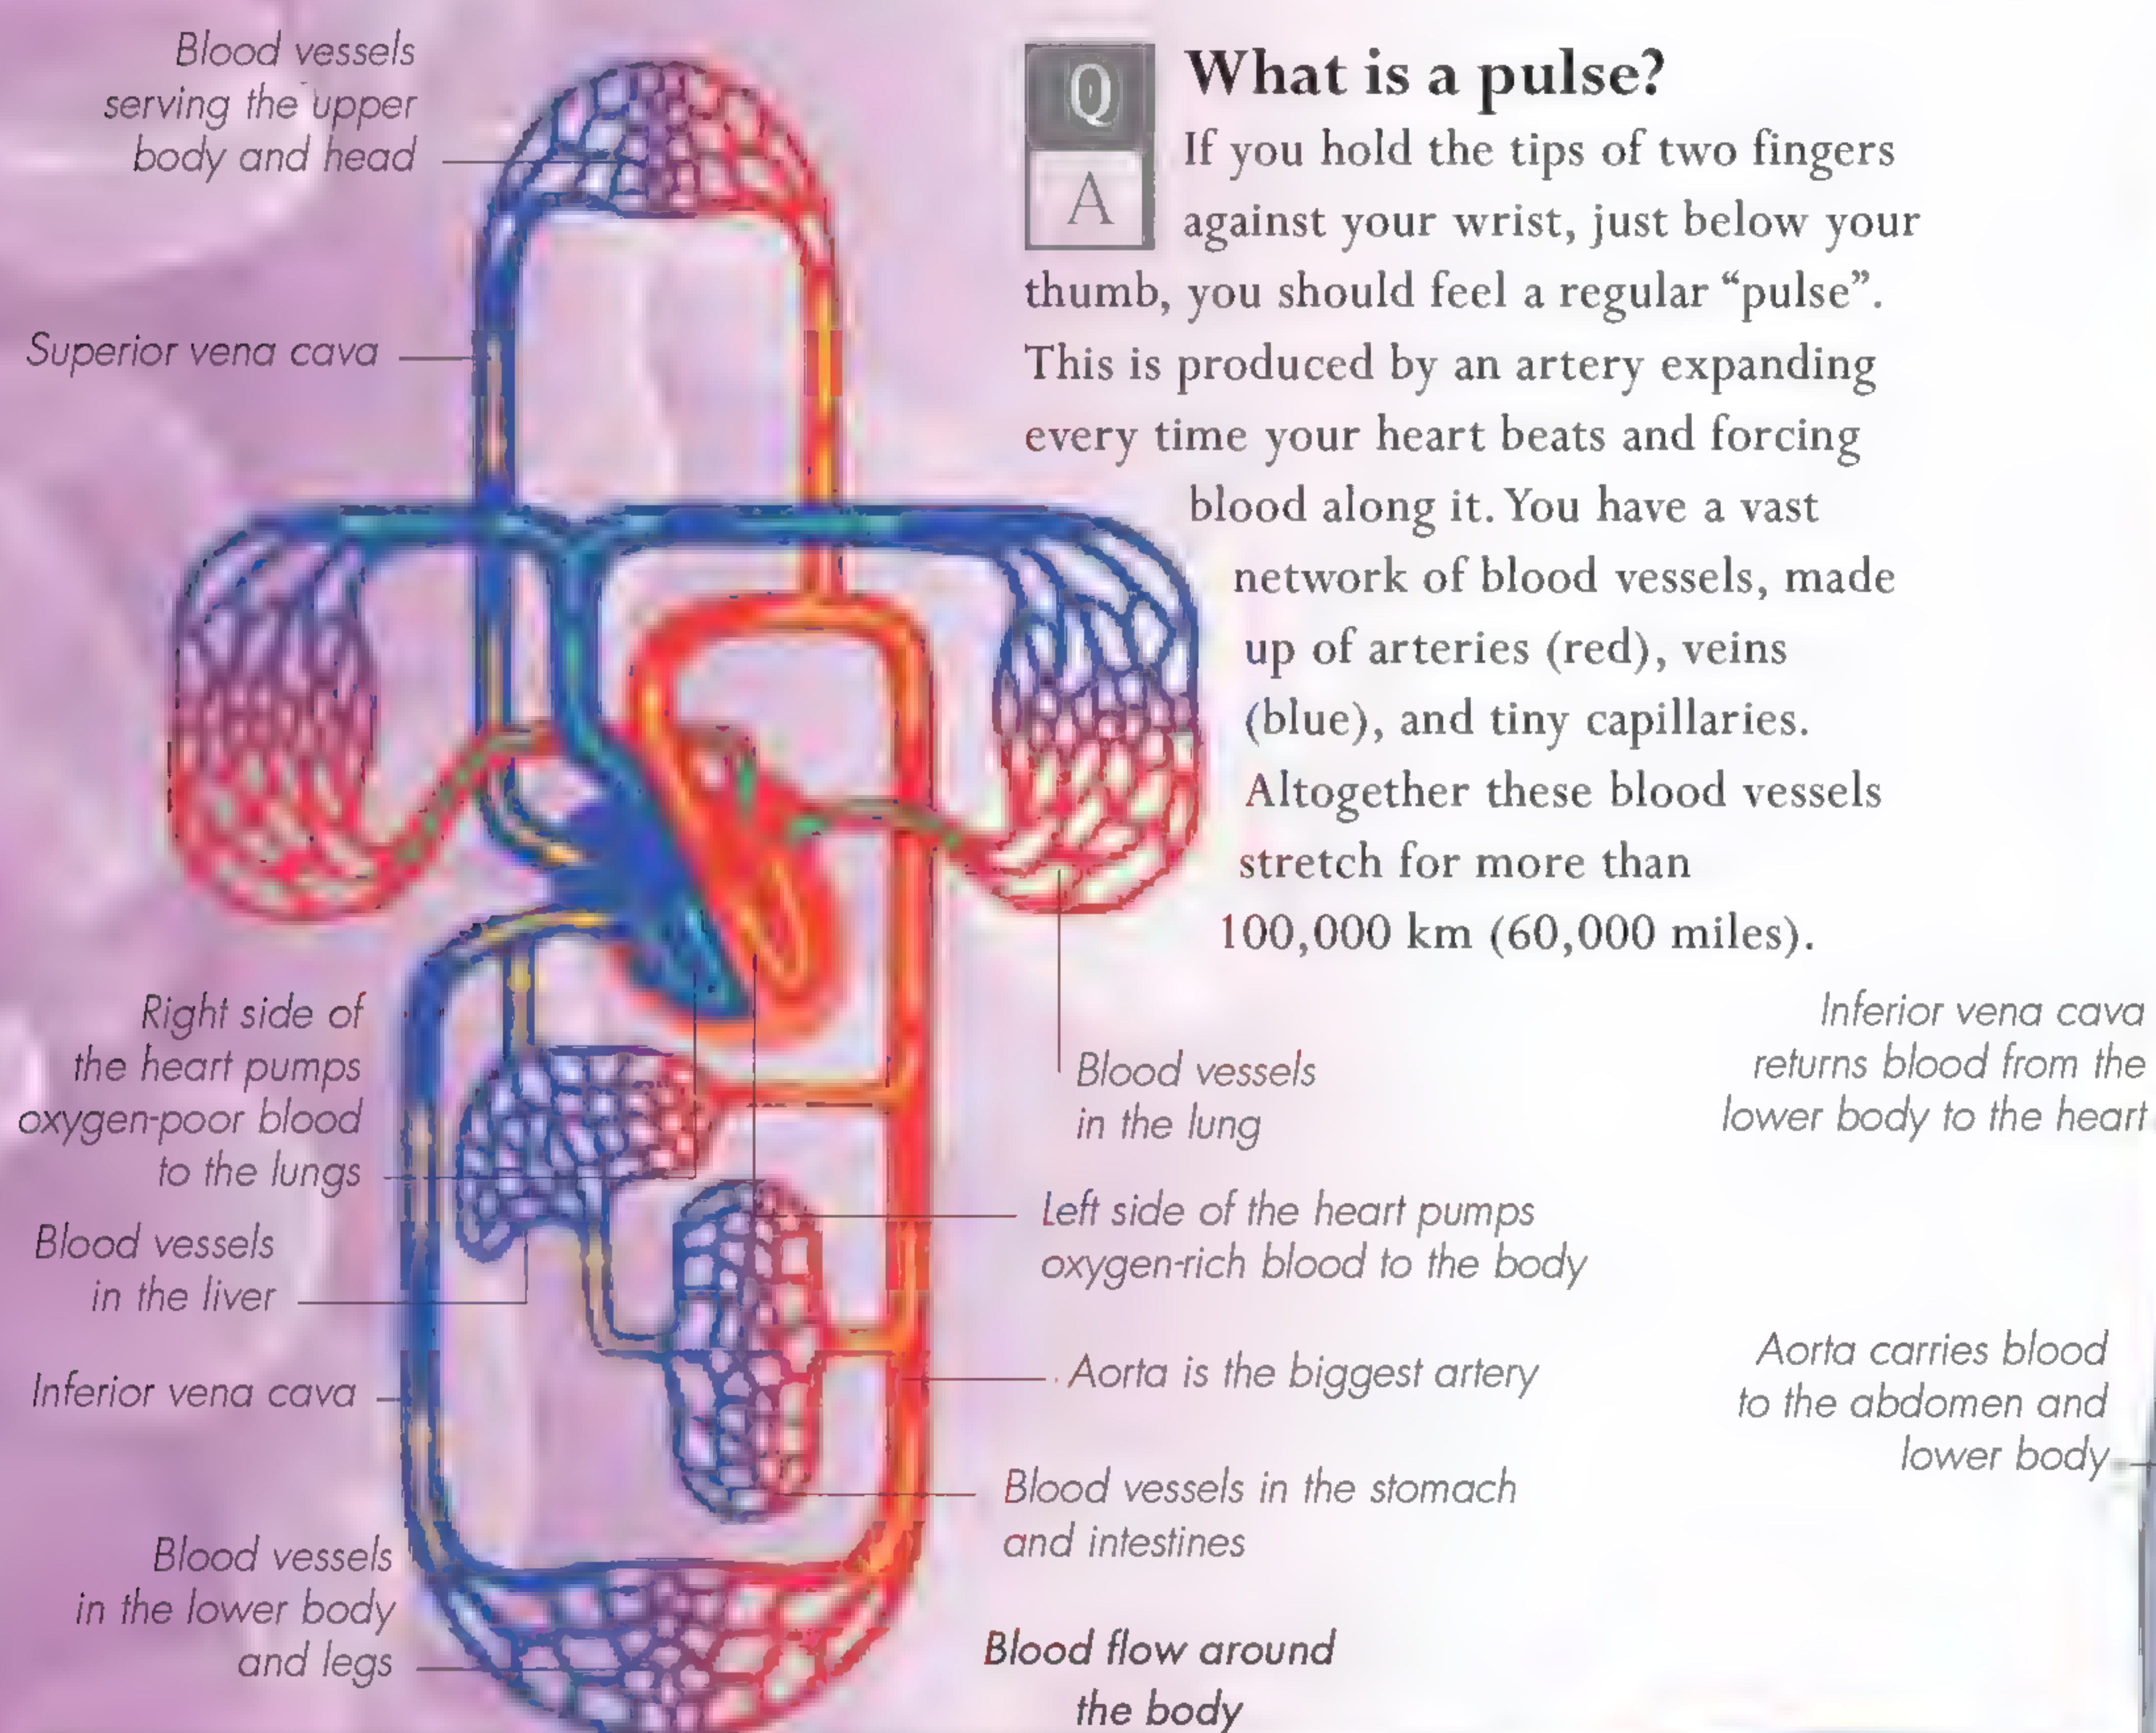 Blood vessels
serving the upper
body and head
Superior vena cava
Right side of
the heart pumps
oxygen-poor blood
to the lungs
Blood vessels
in the liver
Inferior vena cava
Blood vessels
in the lower body
and legs
Q
A
What is a pulse?
If you hold the tips of two fingers
against your wrist, just below your
thumb, you should feel a regular “pulse”.
This is produced by an artery expanding
every time your heart beats and forcing
blood along it. You have a vast
network of blood vessels, made
up of arteries (red), veins
(blue), and tiny capillaries.
Altogether these blood vessels
stretch for more than
100,000 km (60,000 miles).
Blood vessels
in the lung
Left side of the heart pumps
oxygen-rich blood to the body
Aorta is the biggest artery
Blood vessels in the stomach
and intestines
Blood flow around
the body
Inferior vena cava
returns blood from the
lower body to the heart
Aorta carries blood
to the abdomen and
lower body